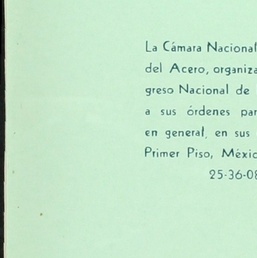 La Cámara Nacional
del Acero, organiza
greso Nacional de
a sus órdenes par
en general, en sus
Primer Piso, Méxic
25-36-08